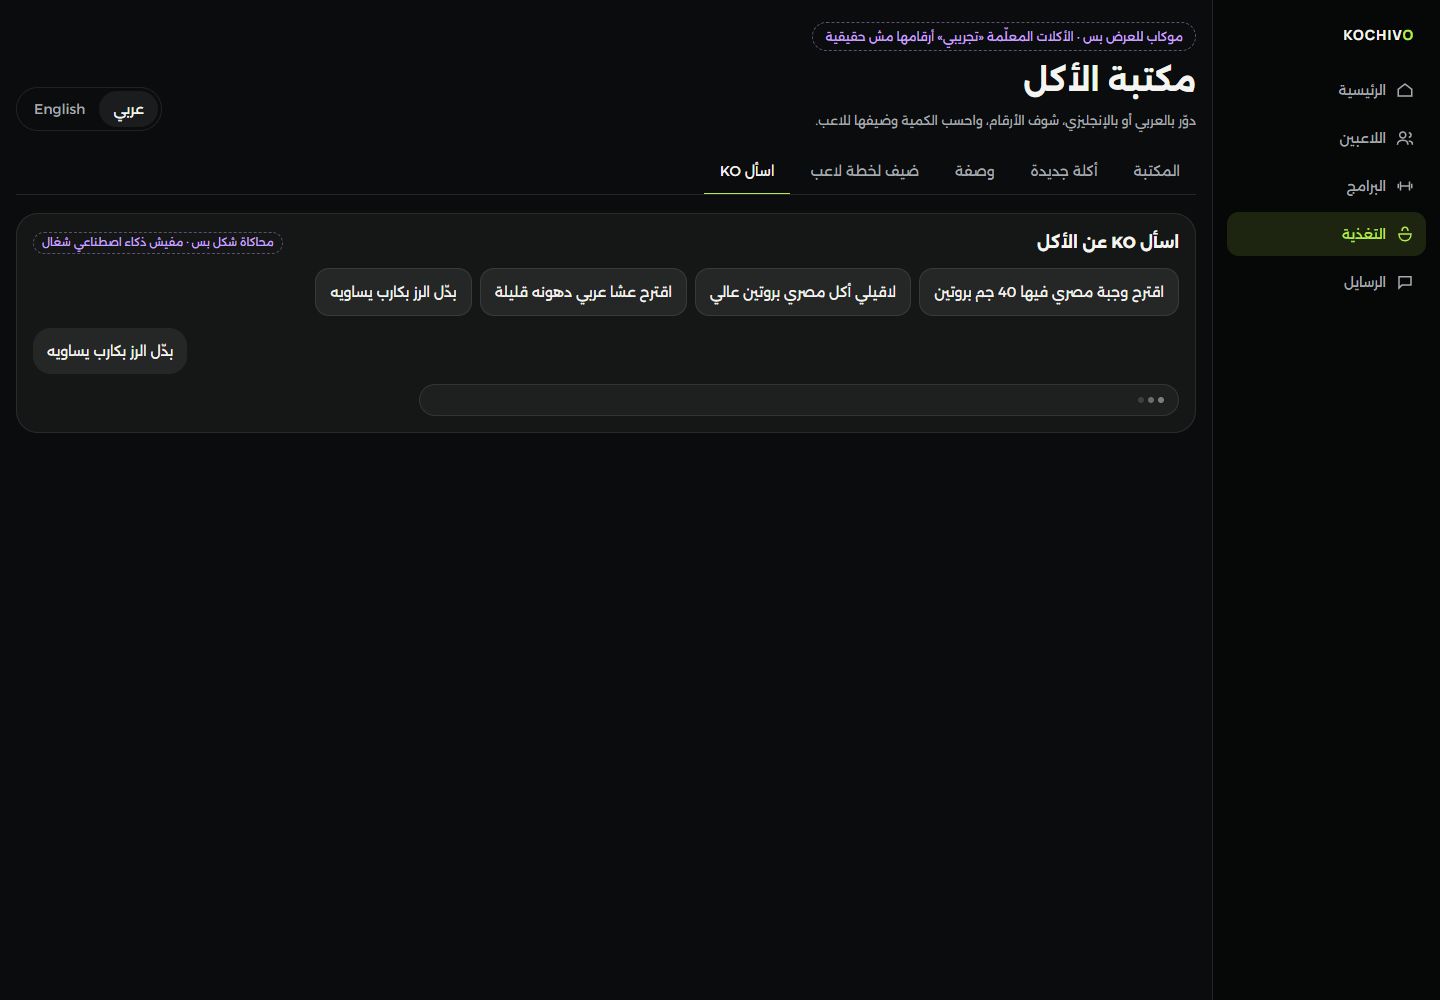 KOCHIVO
الرئيسية
اللاعبين
البرامج
التغذية
الرسايل
موكاب للعرض بس · الأكلات المعلّمة «تجريبي» أرقامها مش حقيقية
مكتبة الأكل
دوّر بالعربي أو بالإنجليزي، شوف الأرقام، واحسب الكمية وضيفها للاعب.
عربي English
المكتبة أكلة جديدة وصفة ضيف لخطة لاعب اسأل KO
اسأل KO عن الأكل
محاكاة شكل بس · مفيش ذكاء اصطناعي شغال
اقترح وجبة مصري فيها 40 جم بروتين لاقيلي أكل مصري بروتين عالي اقترح عشا عربي دهونه قليلة بدّل الرز بكارب يساويه
بدّل الرز بكارب يساويه